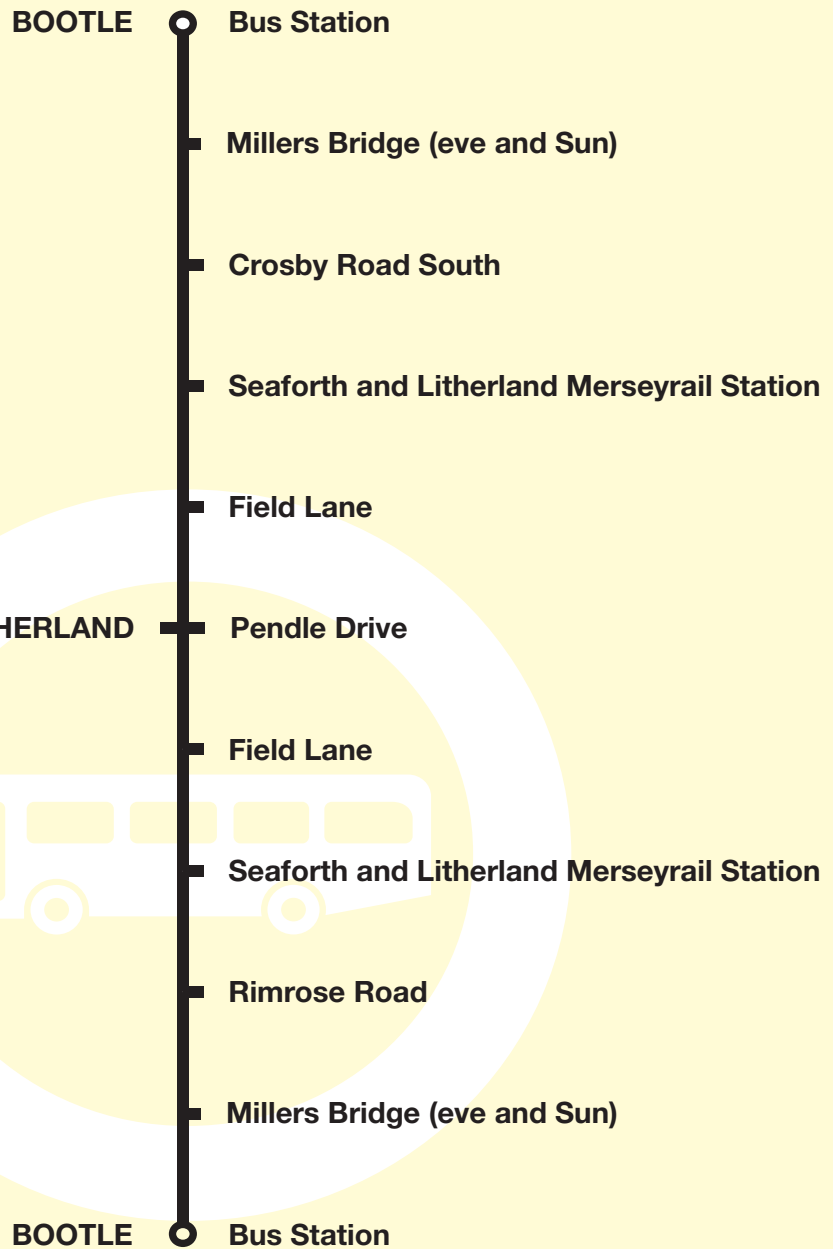 BOOTLE Bus Station
Millers Bridge (eve and Sun)
Crosby Road South
Seaforth and Litherland Merseyrail Station
Field Lane
HERLAND Pendle Drive
Field Lane
Seaforth and Litherland Merseyrail Station
Rimrose Road
Millers Bridge (eve and Sun)
BOOTLE Bus Station